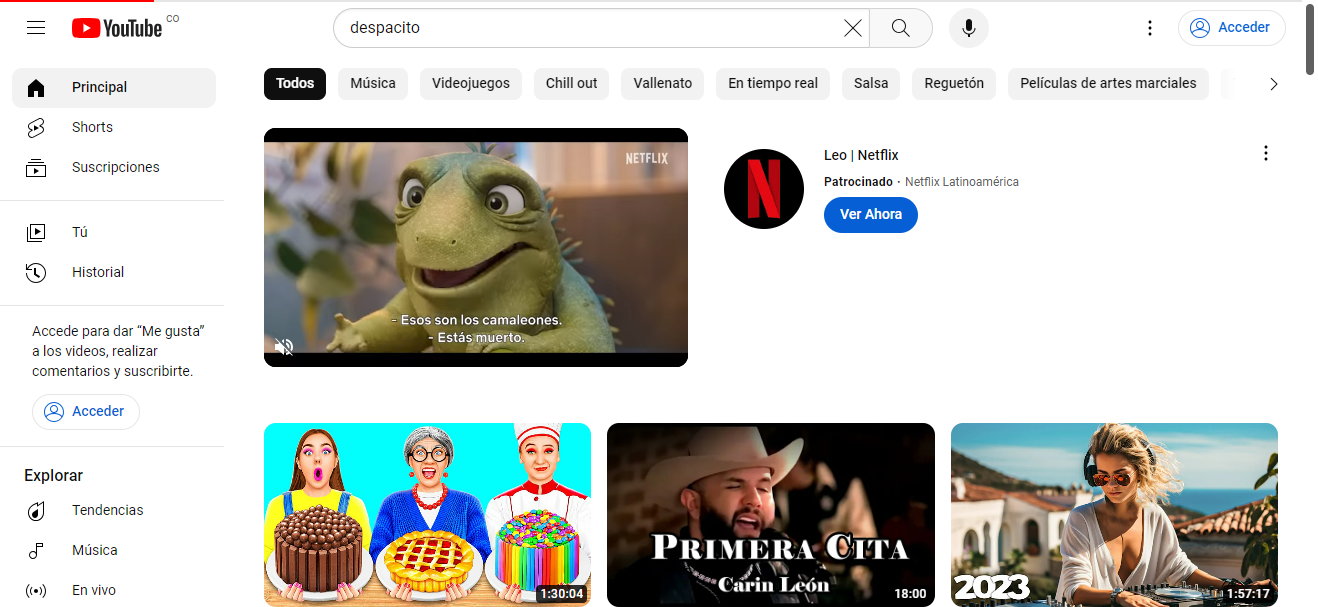 YouTube CO
despacito
Acceder
Principal
Shorts
Suscripciones
Tú
Historial
Accede para dar “Me gusta”
a los videos, realizar
comentarios y suscribirte.
Acceder
Explorar
Tendencias
Música
En vivo
Todos
Música
Videojuegos
Chill out
Vallenato
En tiempo real
Salsa
Reguetón
Películas de artes marciales
NETFLIX
- Esos son los camaleones.
- Estás muerto.
N
Leo | Netflix
Patrocinado · Netflix Latinoamérica
Ver Ahora
1:30:04
PRIMERA CITA
Carin León
18:00
2023
1:57:17